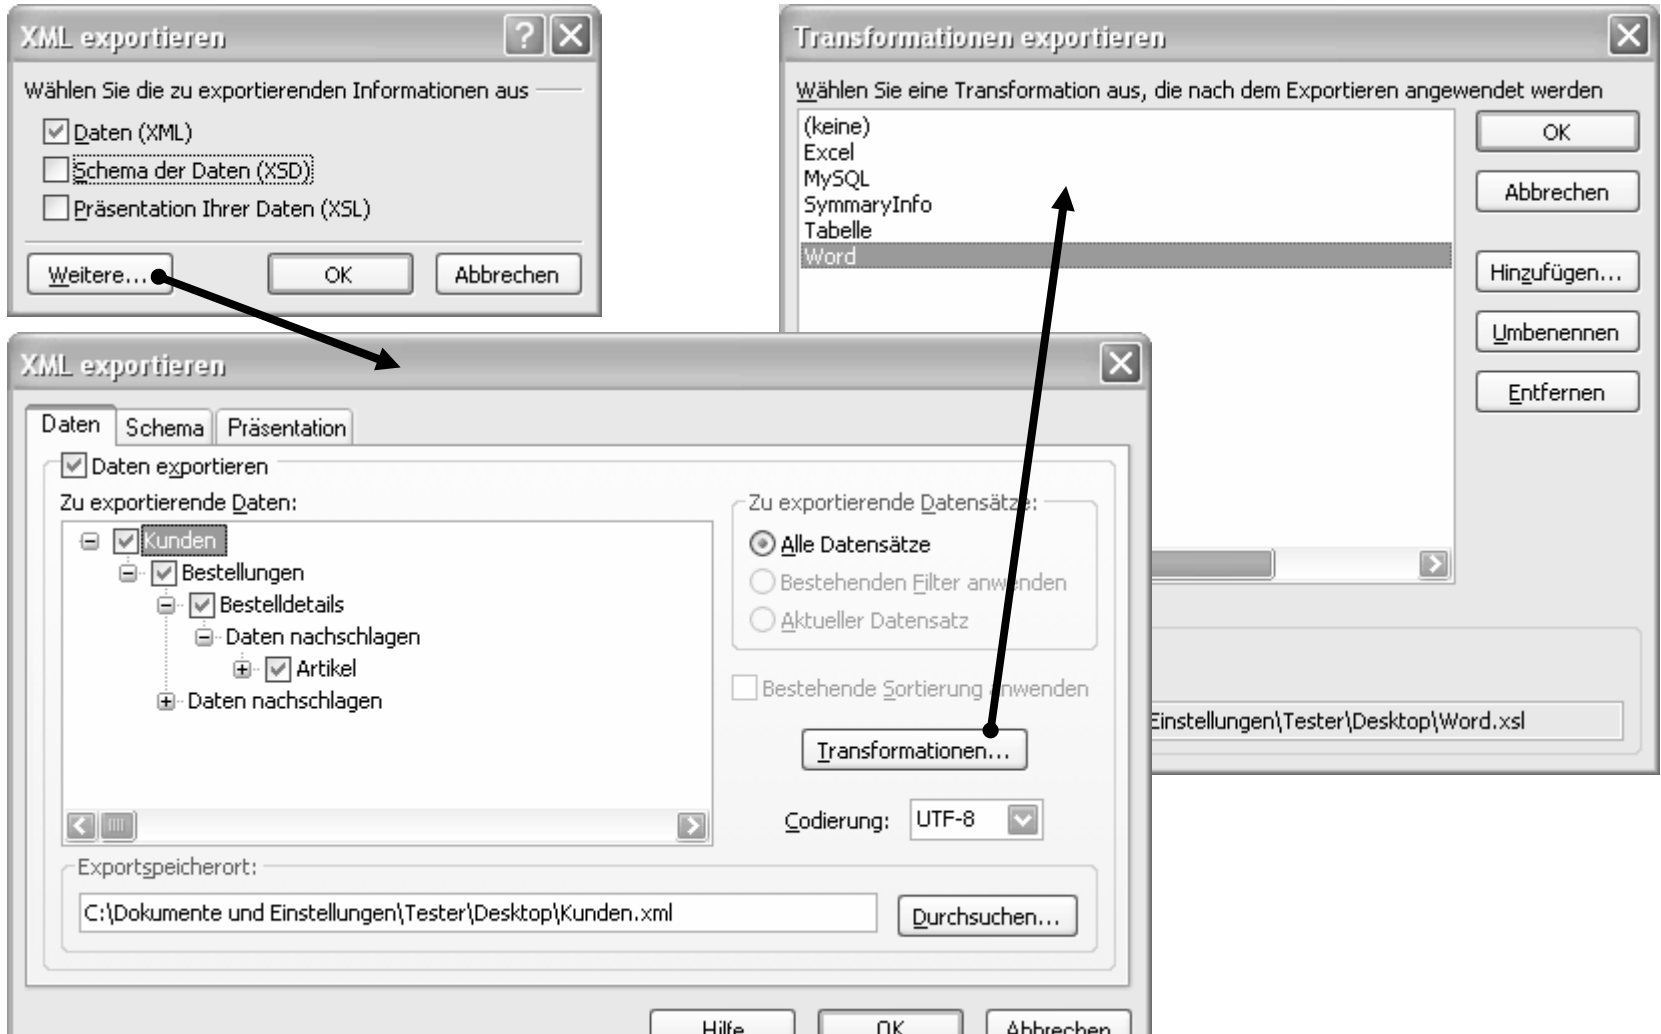 XML exportieren
Wählen Sie die zu exportierenden Informationen aus
Daten (XML)
Schema der Daten (XSD)
Präsentation Ihrer Daten (XSL)
Weitere...
OK
Abbrechen
Transformationen exportieren
Wählen Sie eine Transformation aus, die nach dem Exportieren angewendet werden
(keine)
Excel
MySQL
SymmaryInfo
Tabelle
Word
OK
Abbrechen
Hinzufügen...
Umbenennen
Entfernen
Einstellungen\Tester\Desktop\Word.xsl
XML exportieren
Daten
Schema
Präsentation
Daten exportieren
Zu exportierende Daten:
Kunden
Bestellungen
Bestelldetails
Daten nachschlagen
Artikel
Daten nachschlagen
Zu exportierende Datensätze:
Alle Datensätze
Bestehenden Filter anwenden
Aktueller Datensatz
Bestehende Sortierung anwenden
Transformationen...
Codierung:
UTF-8
Exportspeicherort:
C:\Dokumente und Einstellungen\Tester\Desktop\Kunden.xml
Durchsuchen...
Hilfe
OK
Abbrechen